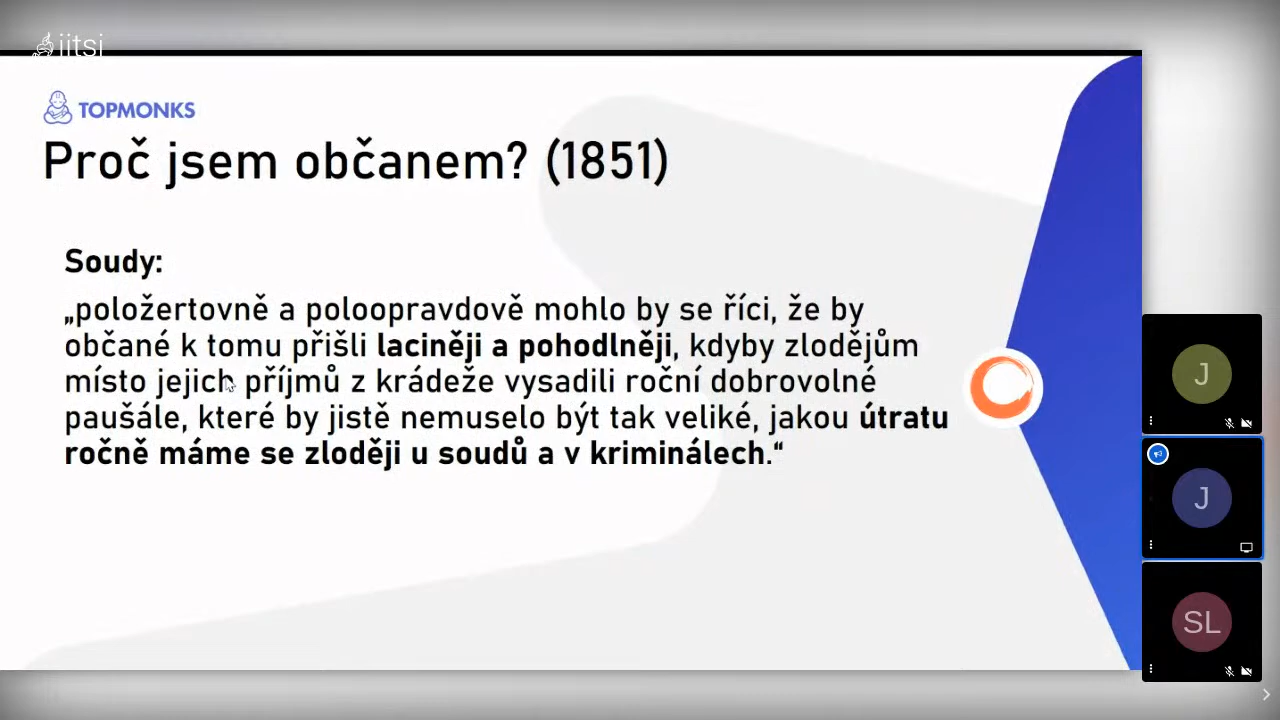 jitsi
TOPMONKS
Proč jsem občanem? (1851)
Soudy:
„položertovně a poloopravdově mohlo by se říci, že by
občané k tomu přišli laciněji a pohodlněji, kdyby zlodějům
místo jejich příjmů z krádeže vysadili roční dobrovolné
paušále, které by jistě nemuselo být tak veliké, jakou útratu
ročně máme se zloději u soudů a v kriminálech.“
J
J
SL